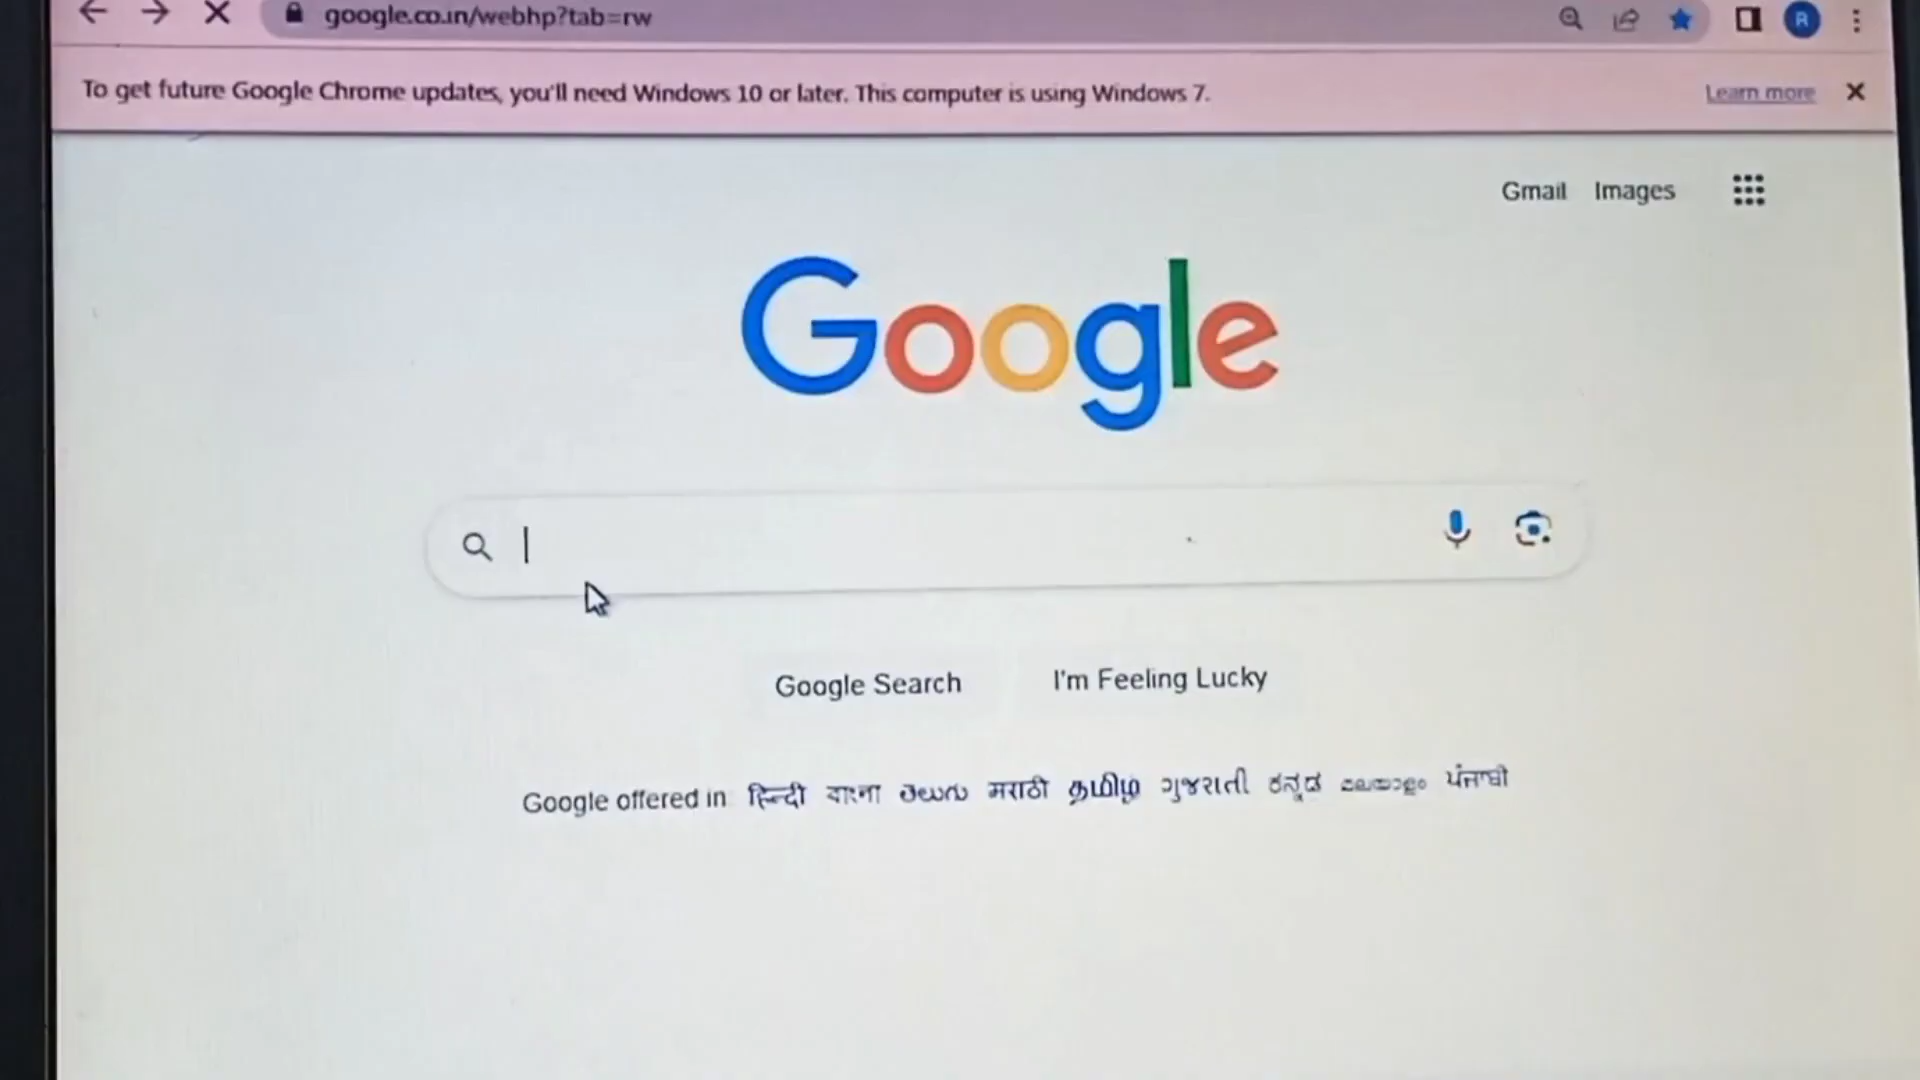 google.co.in/webhp?tab=rw
R
To get future Google Chrome updates, you'll need Windows 10 or later. This computer is using Windows 7.
Learn more
Gmail Images
Google
Google Search I'm Feeling Lucky
Google offered in हिन्दी বাংলা తెలుగు मराठी தமிழ் ગુજરાતી ಕನ್ನಡ മലയാളം ਪੰਜਾਬੀ